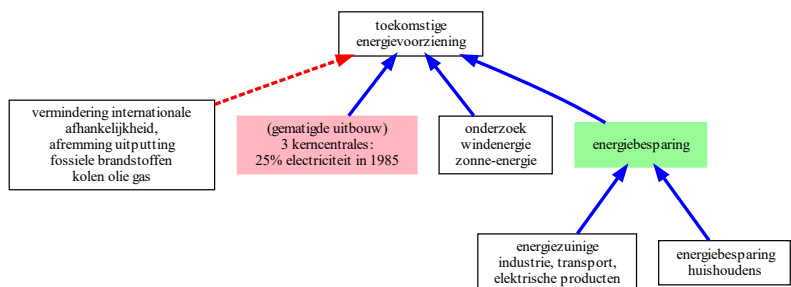 toekomstige
energievoorziening
vermindering internationale
afhankelijkheid,
afremming uitputting
fossiele brandstoffen
kolen olie gas
(gematigde uitbouw)
3 kerncentrales:
25% electriciteit in 1985
onderzoek
windenergie
zonne-energie
energiebesparing
energiezuinige
industrie, transport,
elektrische producten
energiebesparing
huishoudens